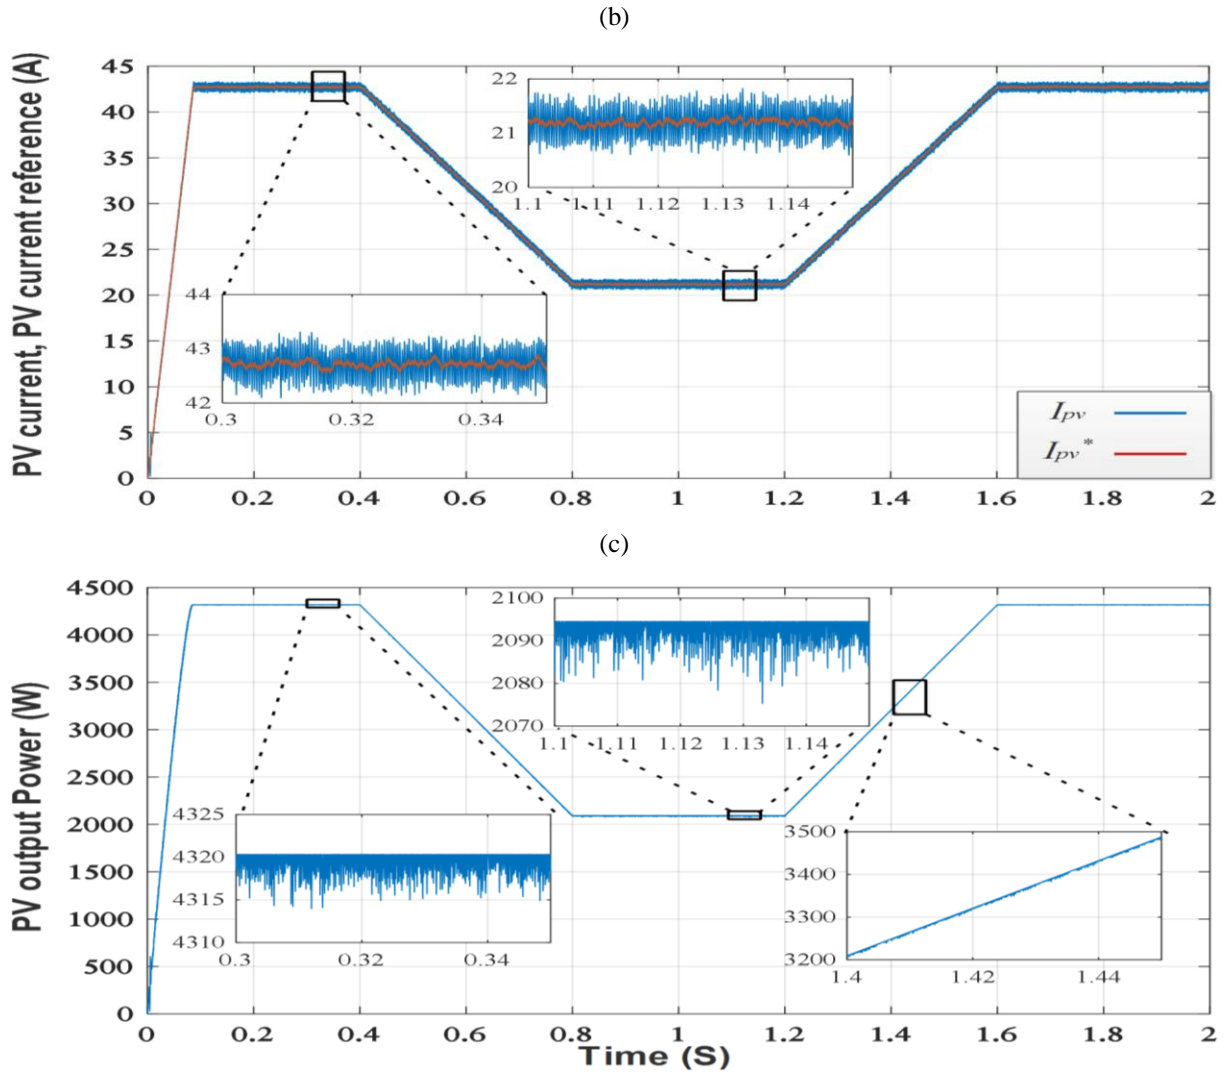 (b)
PV current, PV current reference (A)
45
40
35
30
25
20
15
10
5
0
22
21
20
1.1 1.11 1.12 1.13 1.14
44
43
42
0.3 0.32 0.34
Ipv
Ipv*
0 0.2 0.4 0.6 0.8 1 1.2 1.4 1.6 1.8 2
(c)
PV output Power (W)
4500
4000
3500
3000
2500
2000
1500
1000
500
0
2100
2090
2080
2070
1.1 1.11 1.12 1.13 1.14
4325
4320
4315
4310
0.3 0.32 0.34
3500
3400
3300
3200
1.4 1.42 1.44
0 0.2 0.4 0.6 0.8 1 1.2 1.4 1.6 1.8 2
Time (S)